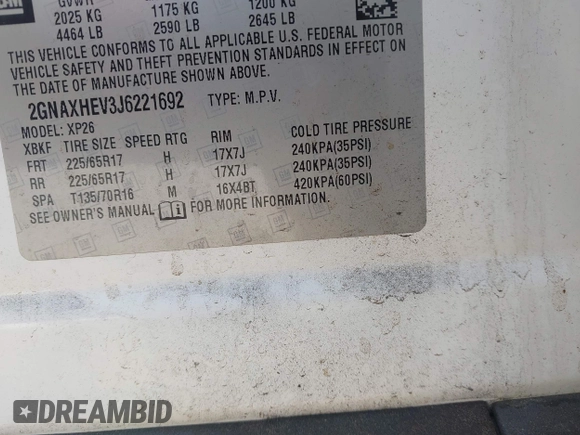 GM
GVWR
2025 KG 1175 KG 1200 KG
4464 LB 2590 LB 2645 LB
THIS VEHICLE CONFORMS TO ALL APPLICABLE U.S. FEDERAL MOTOR
VEHICLE SAFETY AND THEFT PREVENTION STANDARDS IN EFFECT ON
THE DATE OF MANUFACTURE SHOWN ABOVE.
2GNAXHEV3J6221692 TYPE: M.P.V.
MODEL: XP26
XBKF TIRE SIZE SPEED RTG RIM COLD TIRE PRESSURE
FRT 225/65R17 H 17X7J 240KPA(35PSI)
RR 225/65R17 H 17X7J 240KPA(35PSI)
SPA T135/70R16 M 16X4BT 420KPA(60PSI)
SEE OWNER'S MANUAL FOR MORE INFORMATION.
DREAMBID